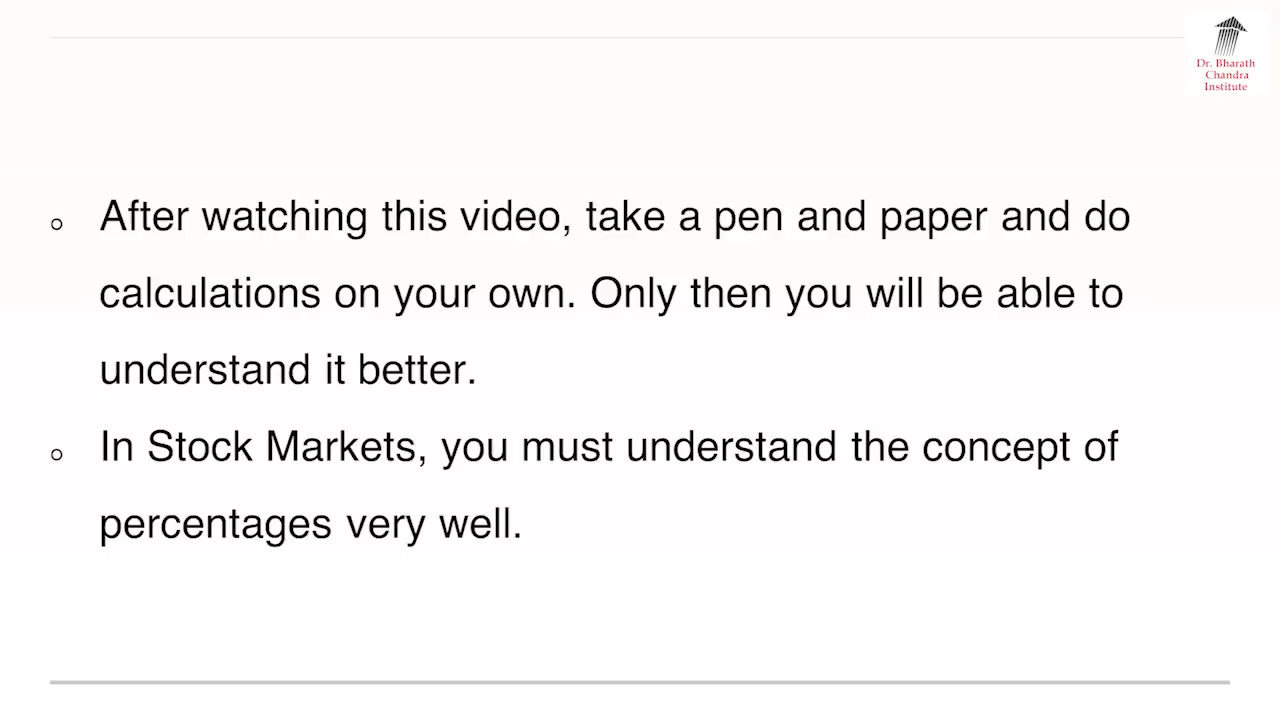 Dr. Bharath
Chandra
Institute
After watching this video, take a pen and paper and do
calculations on your own. Only then you will be able to
understand it better.
In Stock Markets, you must understand the concept of
percentages very well.